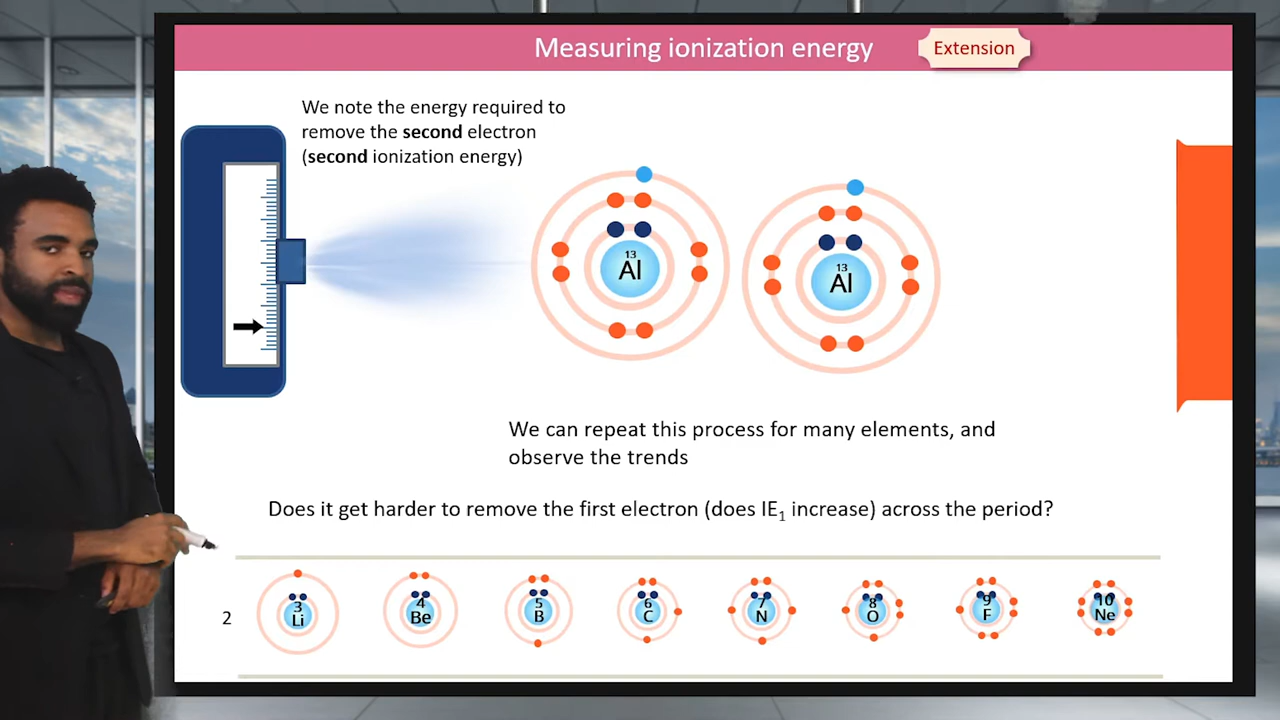 Measuring ionization energy
Extension
We note the energy required to
remove the second electron
(second ionization energy)
13
Al
13
Al
We can repeat this process for many elements, and
observe the trends
Does it get harder to remove the first electron (does IE₁ increase) across the period?
2
3
Li
4
Be
5
B
6
C
7
N
8
O
9
F
10
Ne